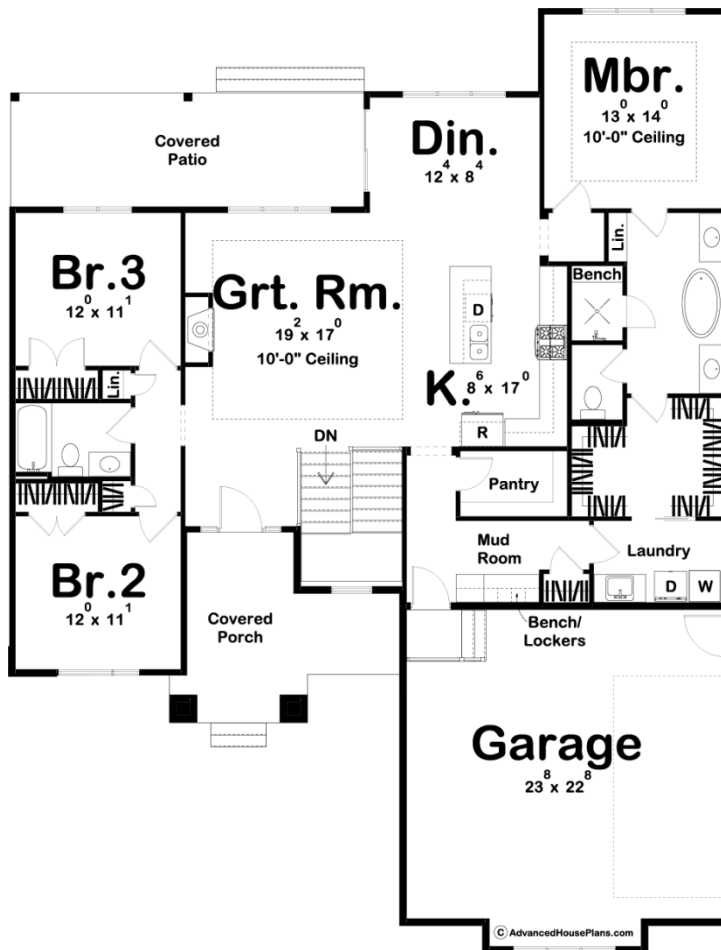 Mbr.
13⁰ x 14⁰
10'-0" Ceiling
Covered
Patio
Din.
12⁴ x 8⁴
Lin.
Br.3
12⁰ x 11¹
Grt. Rm.
19² x 17⁰
10'-0" Ceiling
Bench
D
Lin.
K.
8⁶ x 17⁰
R
DN
Pantry
Mud
Room
Laundry
D
W
Br.2
12⁰ x 11¹
Covered
Porch
Bench/
Lockers
Garage
23⁸ x 22⁸
© AdvancedHousePlans.com